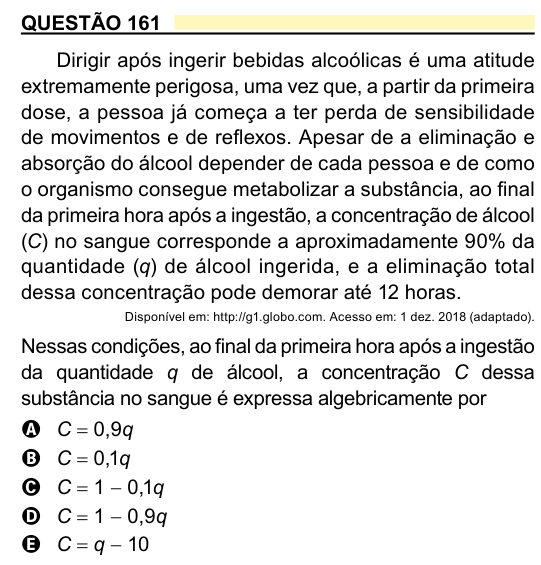 QUESTÃO 161
Dirigir após ingerir bebidas alcoólicas é uma atitude
extremamente perigosa, uma vez que, a partir da primeira
dose, a pessoa já começa a ter perda de sensibilidade
de movimentos e de reflexos. Apesar de a eliminação e
absorção do álcool depender de cada pessoa e de como
o organismo consegue metabolizar a substância, ao final
da primeira hora após a ingestão, a concentração de álcool
(C) no sangue corresponde a aproximadamente 90% da
quantidade (q) de álcool ingerida, e a eliminação total
dessa concentração pode demorar até 12 horas.
Disponível em: http://g1.globo.com. Acesso em: 1 dez. 2018 (adaptado).
Nessas condições, ao final da primeira hora após a ingestão
da quantidade q de álcool, a concentração C dessa
substância no sangue é expressa algebricamente por
A C = 0,9q
B C = 0,1q
C C = 1 – 0,1q
D C = 1 – 0,9q
E C = q – 10